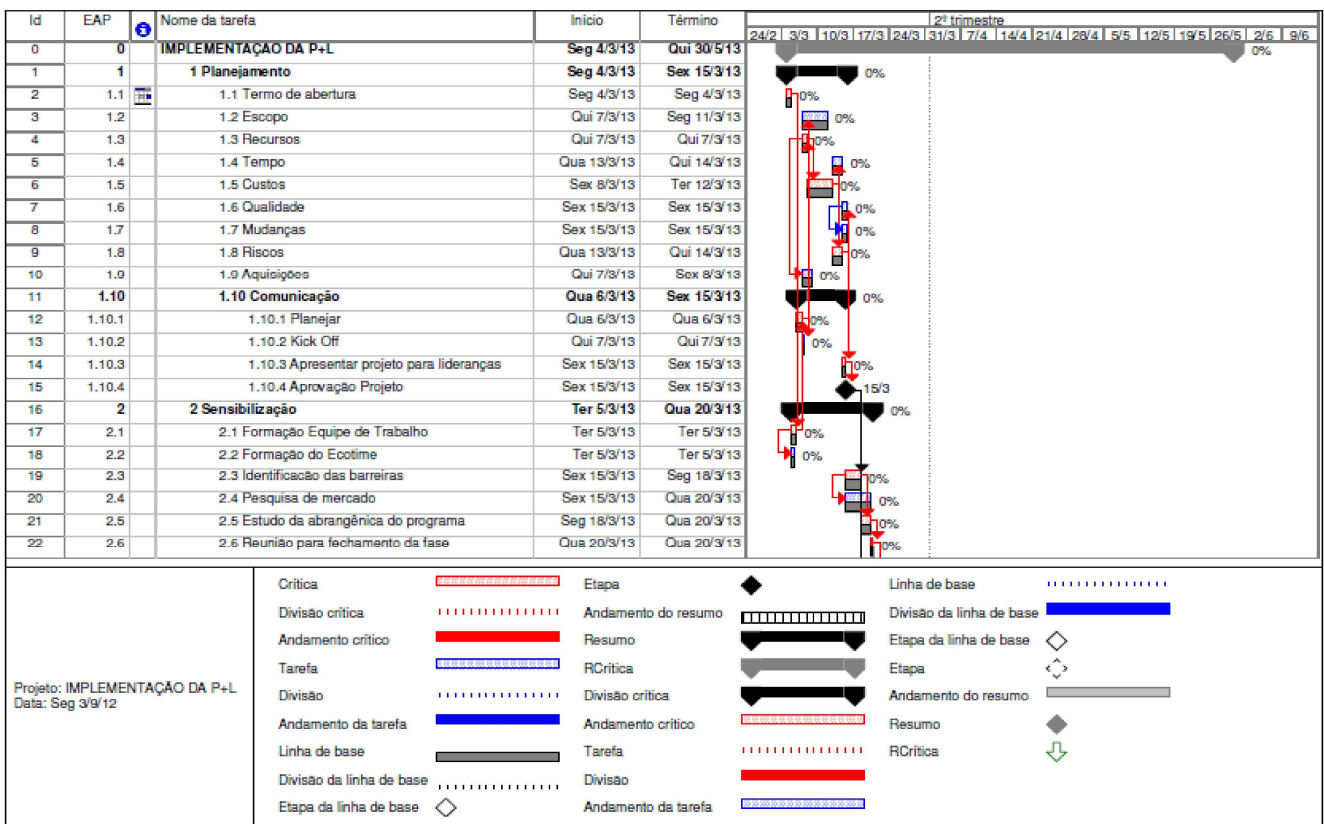 Id EAP Nome da tarefa Início Término 2º trimestre
24/2 3/3 10/3 17/3 24/3 31/3 7/4 14/4 21/4 28/4 5/5 12/5 19/5 26/5 2/6 9/6
0 0 IMPLEMENTAÇÃO DA P+L Seg 4/3/13 Qui 30/5/13 0%
1 1 1 Planejamento Seg 4/3/13 Sex 15/3/13 0%
2 1.1 1.1 Termo de abertura Seg 4/3/13 Seg 4/3/13 0%
3 1.2 1.2 Escopo Qui 7/3/13 Seg 11/3/13 0%
4 1.3 1.3 Recursos Qui 7/3/13 Qui 7/3/13 0%
5 1.4 1.4 Tempo Qua 13/3/13 Qui 14/3/13 0%
6 1.5 1.5 Custos Sex 8/3/13 Ter 12/3/13 0%
7 1.6 1.6 Qualidade Sex 15/3/13 Sex 15/3/13 0%
8 1.7 1.7 Mudanças Sex 15/3/13 Sex 15/3/13 0%
9 1.8 1.8 Riscos Qua 13/3/13 Qui 14/3/13 0%
10 1.9 1.9 Aquisições Qui 7/3/13 Sex 8/3/13 0%
11 1.10 1.10 Comunicação Qua 6/3/13 Sex 15/3/13 0%
12 1.10.1 1.10.1 Planejar Qua 6/3/13 Qua 6/3/13 0%
13 1.10.2 1.10.2 Kick Off Qui 7/3/13 Qui 7/3/13 0%
14 1.10.3 1.10.3 Apresentar projeto para lideranças Sex 15/3/13 Sex 15/3/13 0%
15 1.10.4 1.10.4 Aprovação Projeto Sex 15/3/13 Sex 15/3/13 15/3
16 2 2 Sensibilização Ter 5/3/13 Qua 20/3/13 0%
17 2.1 2.1 Formação Equipe de Trabalho Ter 5/3/13 Ter 5/3/13 0%
18 2.2 2.2 Formação do Ecotime Ter 5/3/13 Ter 5/3/13 0%
19 2.3 2.3 Identificacão das barreiras Sex 15/3/13 Seg 18/3/13 0%
20 2.4 2.4 Pesquisa de mercado Sex 15/3/13 Qua 20/3/13 0%
21 2.5 2.5 Estudo da abrangênica do programa Seg 18/3/13 Qua 20/3/13 0%
22 2.6 2.6 Reunião para fechamento da fase Qua 20/3/13 Qua 20/3/13 0%
Projeto: IMPLEMENTAÇÃO DA P+L
Data: Seg 3/9/12
Crítica
Divisão crítica
Andamento crítico
Tarefa
Divisão
Andamento da tarefa
Linha de base
Divisão da linha de base
Etapa da linha de base
Etapa
Andamento do resumo
Resumo
RCrítica
Divisão crítica
Andamento crítico
Tarefa
Divisão
Andamento da tarefa
Linha de base
Divisão da linha de base
Etapa da linha de base
Etapa
Andamento do resumo
Resumo
RCrítica